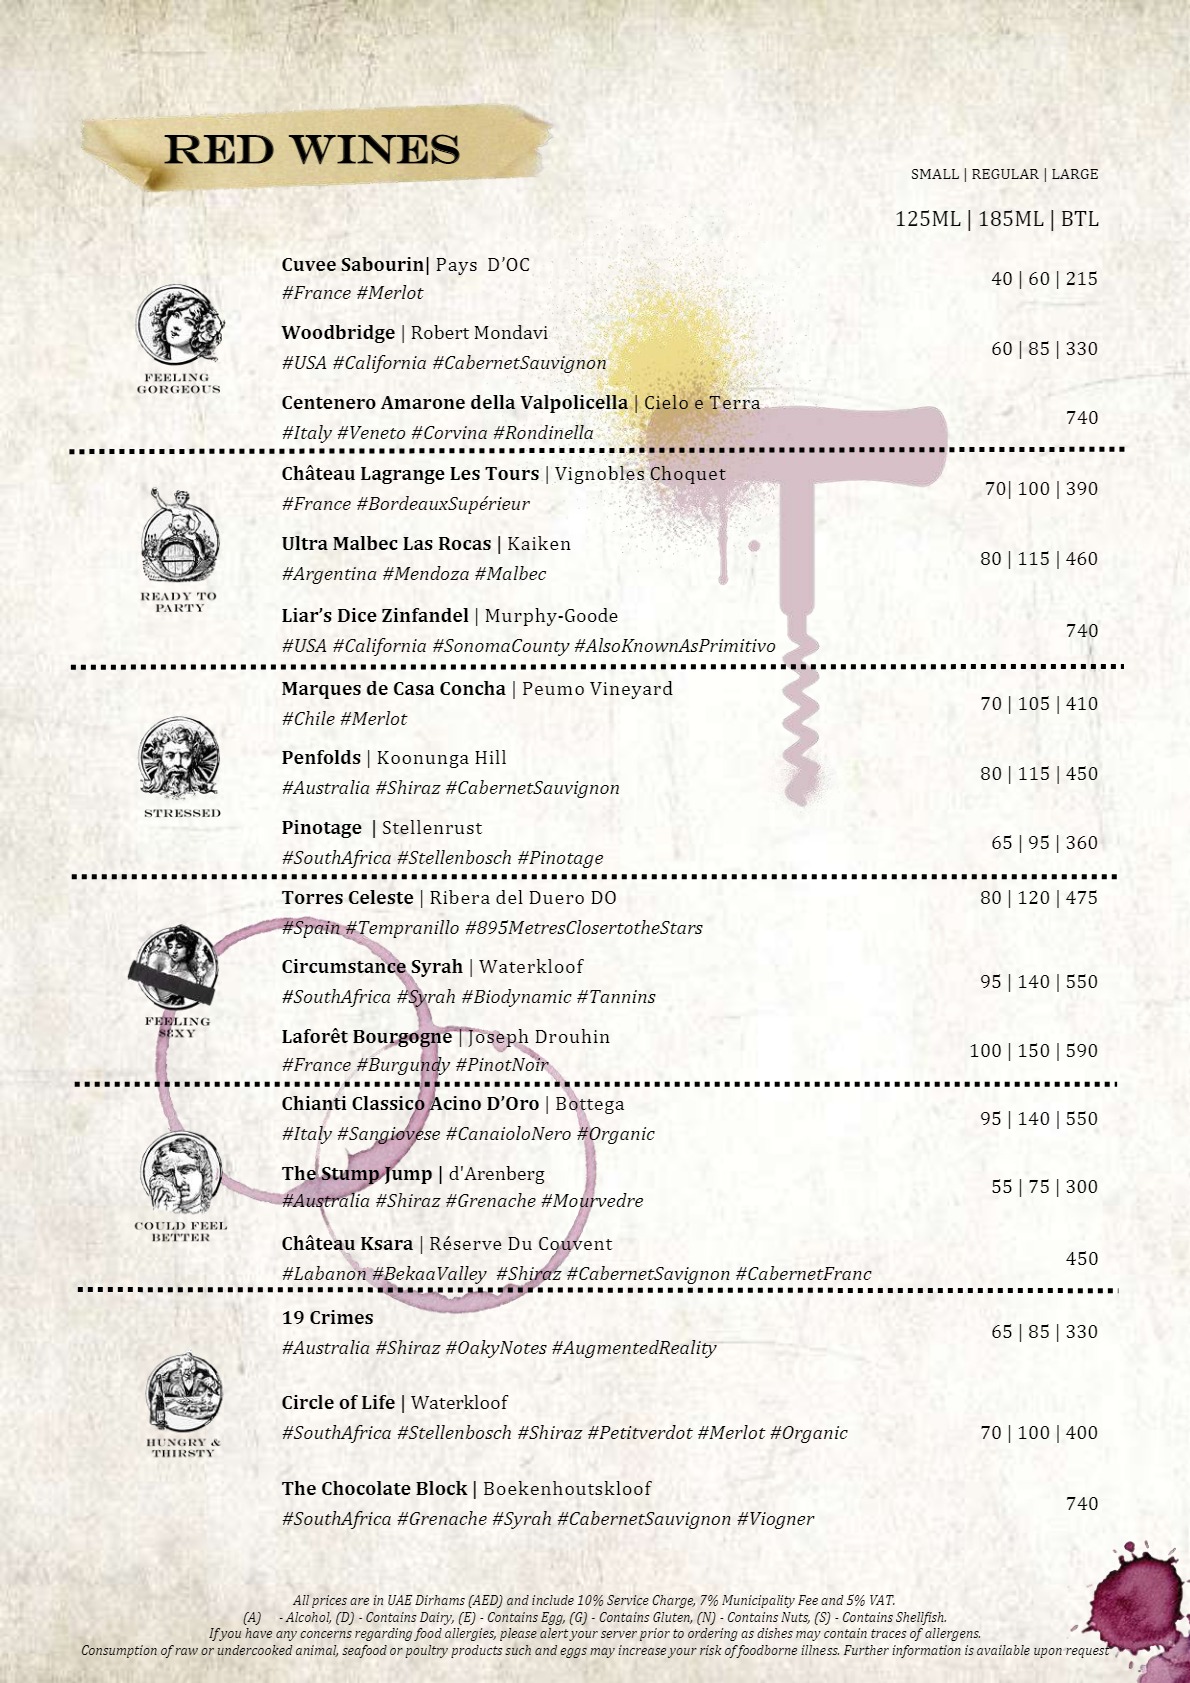 RED WINES
SMALL | REGULAR | LARGE
125ML | 185ML | BTL
Cuvee Sabourin| Pays D’OC
40 | 60 | 215
#France #Merlot
Woodbridge | Robert Mondavi
60 | 85 | 330
#USA #California #CabernetSauvignon
FEELING
GORGEOUS
Centenero Amarone della Valpolicella | Cielo e Terra
740
#Italy #Veneto #Corvina #Rondinella
Château Lagrange Les Tours | Vignobles Choquet
70| 100 | 390
#France #BordeauxSupérieur
Ultra Malbec Las Rocas | Kaiken
80 | 115 | 460
#Argentina #Mendoza #Malbec
READY TO
PARTY
Liar’s Dice Zinfandel | Murphy-Goode
740
#USA #California #SonomaCounty #AlsoKnownAsPrimitivo
Marques de Casa Concha | Peumo Vineyard
70 | 105 | 410
#Chile #Merlot
Penfolds | Koonunga Hill
80 | 115 | 450
#Australia #Shiraz #CabernetSauvignon
STRESSED
Pinotage | Stellenrust
65 | 95 | 360
#SouthAfrica #Stellenbosch #Pinotage
Torres Celeste | Ribera del Duero DO
80 | 120 | 475
#Spain #Tempranillo #895MetresClosertotheStars
Circumstance Syrah | Waterkloof
95 | 140 | 550
#SouthAfrica #Syrah #Biodynamic #Tannins
FEELING
S8XY
Laforêt Bourgogne | Joseph Drouhin
100 | 150 | 590
#France #Burgundy #PinotNoir
Chianti Classico Acino D’Oro | Bottega
95 | 140 | 550
#Italy #Sangiovese #CanaioloNero #Organic
The Stump Jump | d'Arenberg
55 | 75 | 300
#Australia #Shiraz #Grenache #Mourvedre
COULD FEEL
BETTER
Château Ksara | Réserve Du Couvent
450
#Labanon #BekaaValley #Shiraz #CabernetSavignon #CabernetFranc
19 Crimes
65 | 85 | 330
#Australia #Shiraz #OakyNotes #AugmentedReality
Circle of Life | Waterkloof
#SouthAfrica #Stellenbosch #Shiraz #Petitverdot #Merlot #Organic
70 | 100 | 400
HUNGRY &
THIRSTY
The Chocolate Block | Boekenhoutskloof
740
#SouthAfrica #Grenache #Syrah #CabernetSauvignon #Viogner
All prices are in UAE Dirhams (AED) and include 10% Service Charge, 7% Municipality Fee and 5% VAT.
(A) - Alcohol, (D) - Contains Dairy, (E) - Contains Egg, (G) - Contains Gluten, (N) - Contains Nuts, (S) - Contains Shellfish.
If you have any concerns regarding food allergies, please alert your server prior to ordering as dishes may contain traces of allergens.
Consumption of raw or undercooked animal, seafood or poultry products such and eggs may increase your risk of foodborne illness. Further information is available upon request